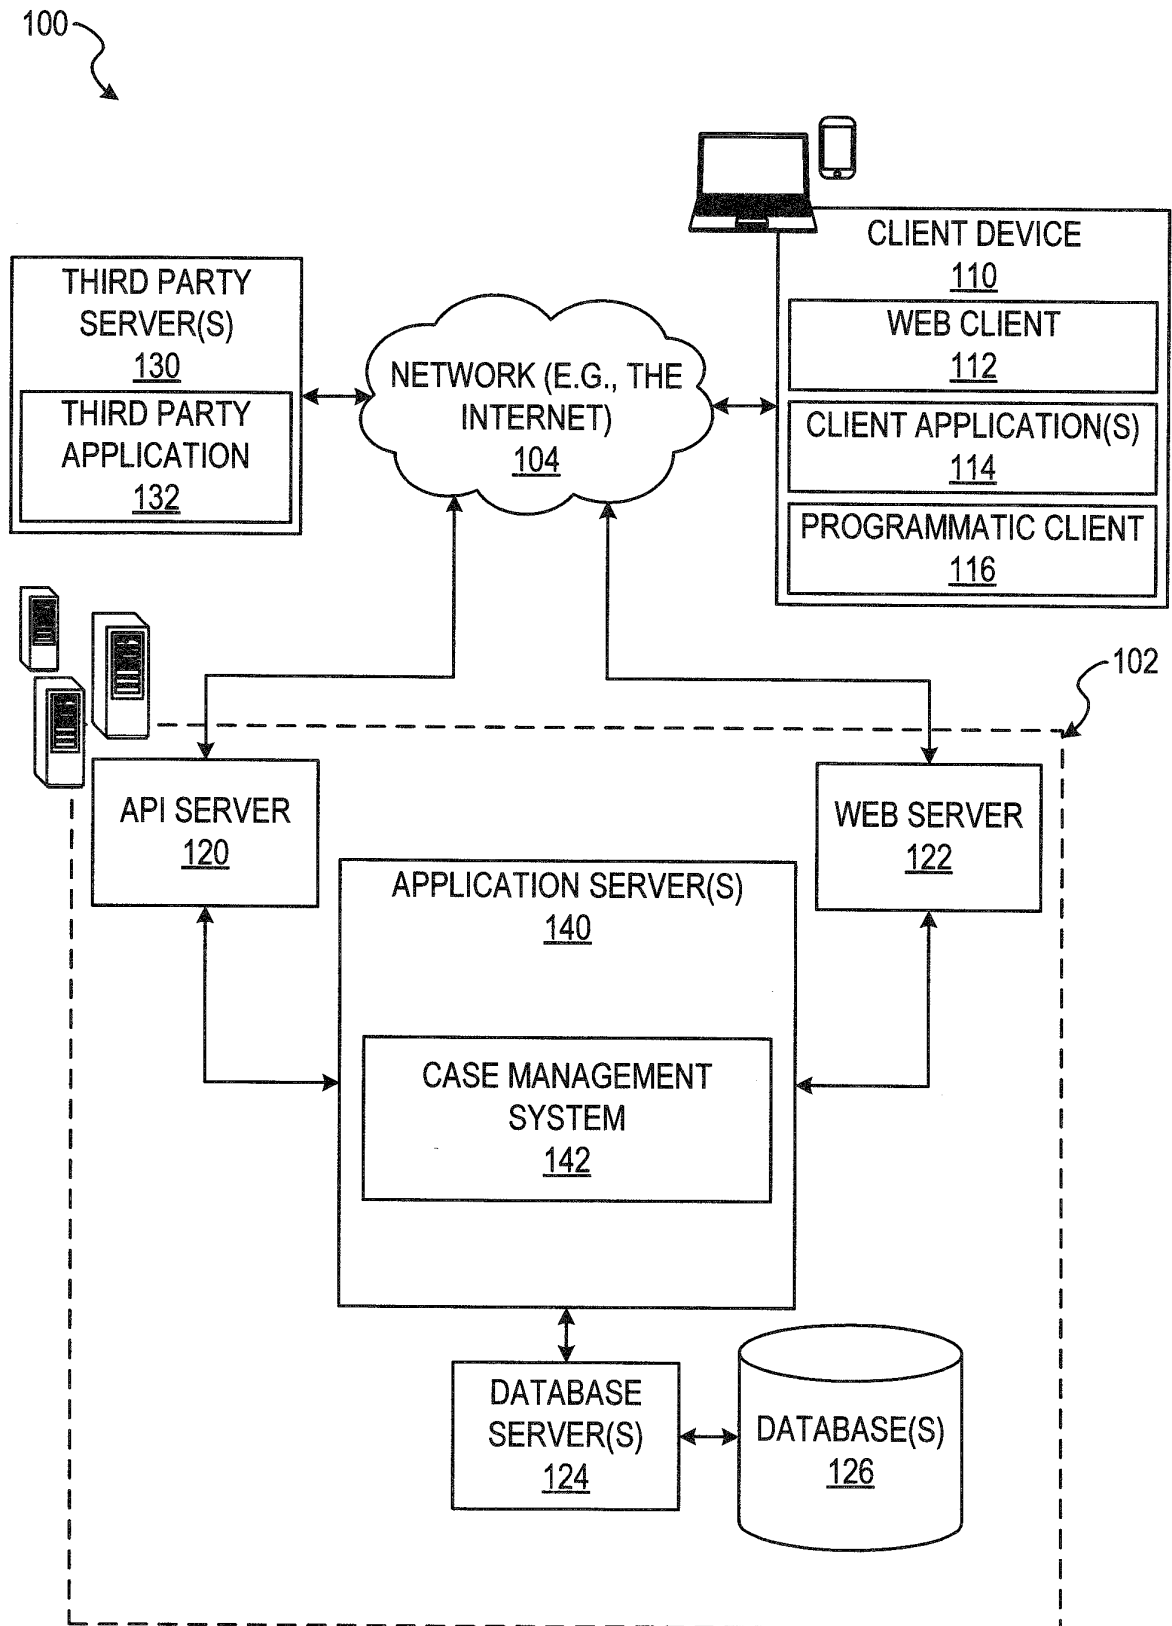 100
CLIENT DEVICE
110
WEB CLIENT
112
CLIENT APPLICATION(S)
114
PROGRAMMATIC CLIENT
116
THIRD PARTY
SERVER(S)
130
THIRD PARTY
APPLICATION
132
NETWORK (E.G., THE
INTERNET)
104
102
API SERVER
120
WEB SERVER
122
APPLICATION SERVER(S)
140
CASE MANAGEMENT
SYSTEM
142
DATABASE
SERVER(S)
124
DATABASE(S)
126